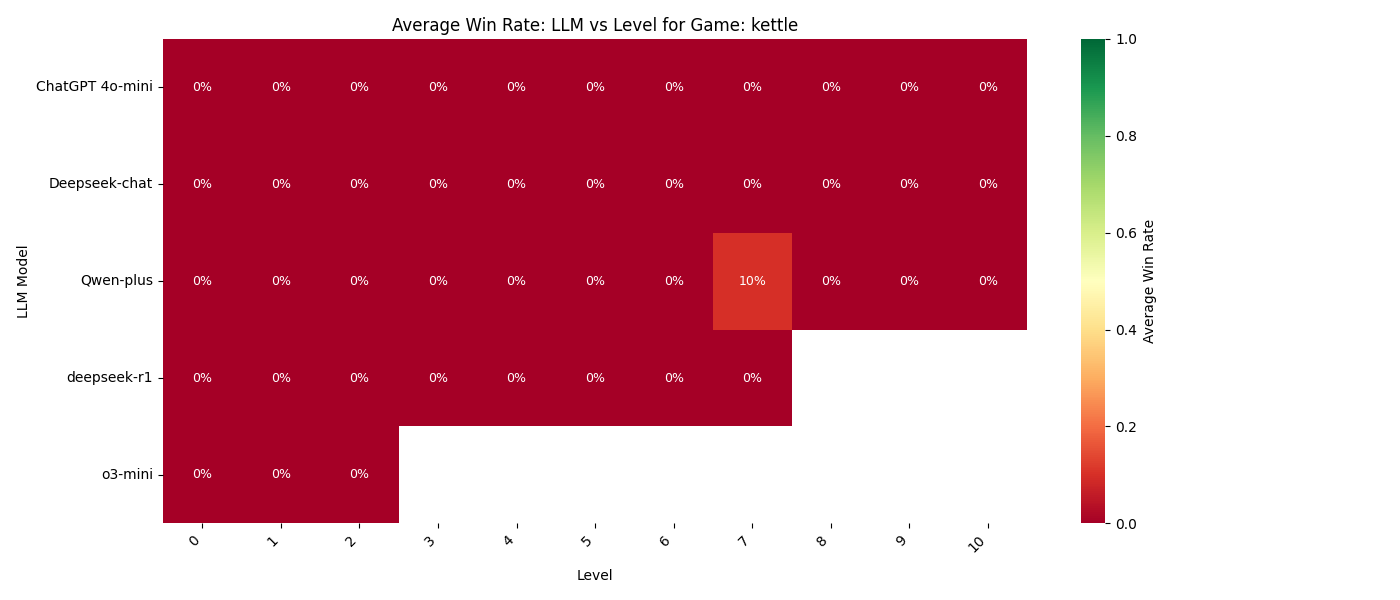 Average Win Rate: LLM vs Level for Game: kettle
LLM Model
ChatGPT 4o-mini 0% 0% 0% 0% 0% 0% 0% 0% 0% 0% 0%
Deepseek-chat 0% 0% 0% 0% 0% 0% 0% 0% 0% 0% 0%
Qwen-plus 0% 0% 0% 0% 0% 0% 0% 10% 0% 0% 0%
deepseek-r1 0% 0% 0% 0% 0% 0% 0% 0%
o3-mini 0% 0% 0%
0 1 2 3 4 5 6 7 8 9 10
Level
1.0
0.8
0.6
0.4
0.2
0.0
Average Win Rate